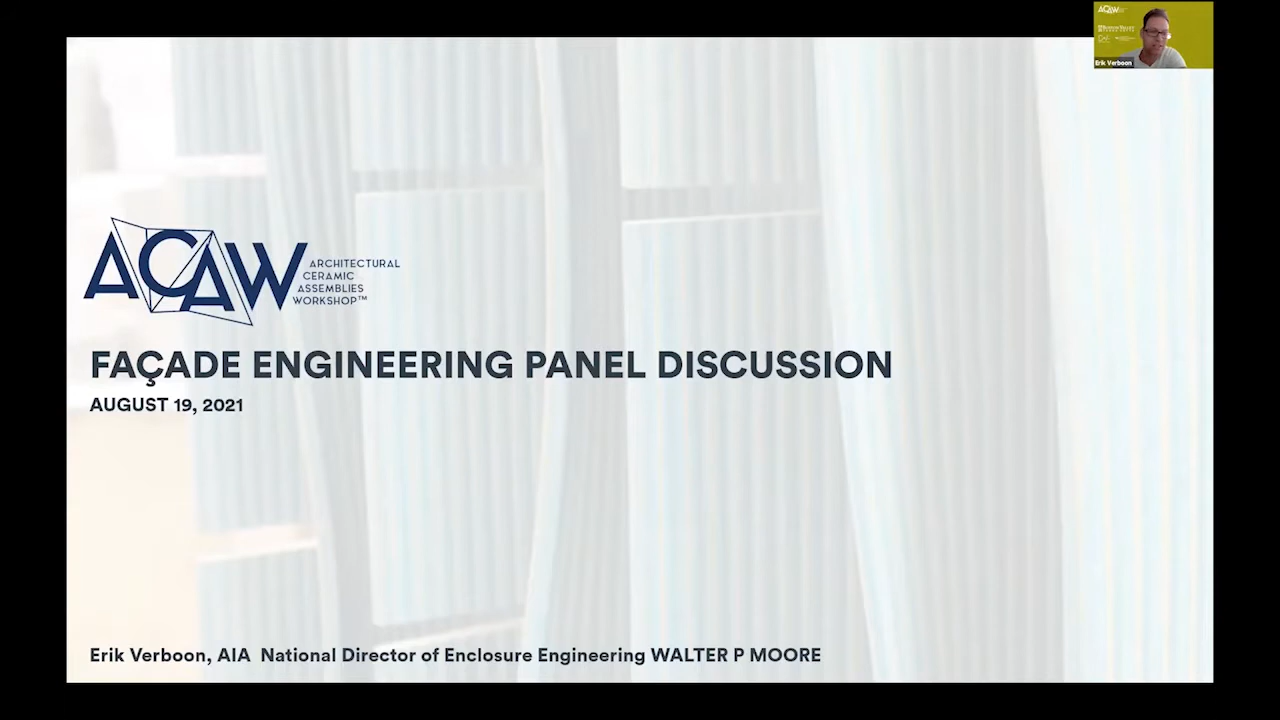 ACAW
ARCHITECTURAL
CERAMIC
ASSEMBLIES
WORKSHOP™
FAÇADE ENGINEERING PANEL DISCUSSION
AUGUST 19, 2021
Erik Verboon, AIA National Director of Enclosure Engineering WALTER P MOORE
ACAW
Erik Verboon